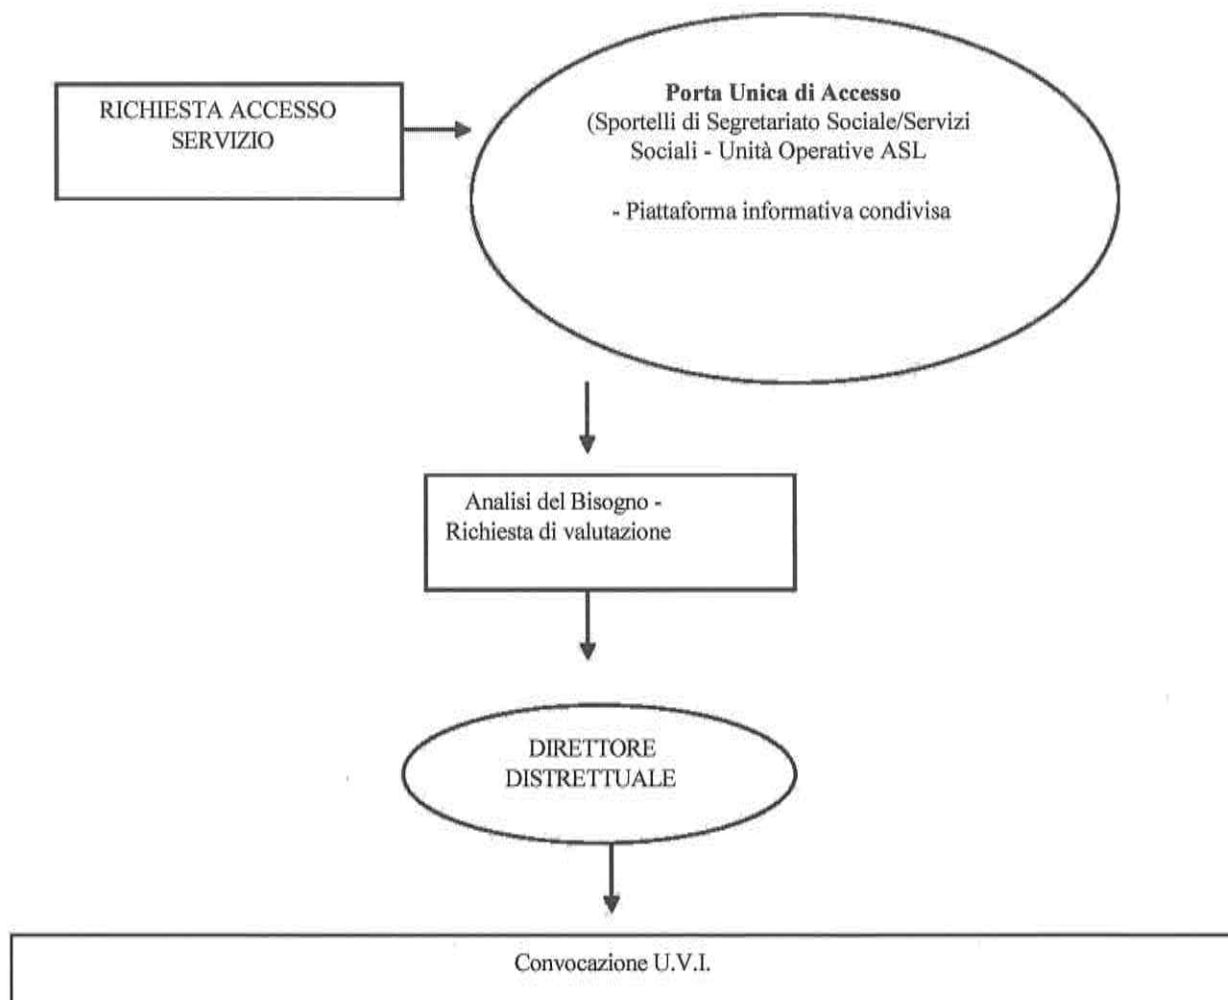 RICHIESTA ACCESSO
SERVIZIO
Porta Unica di Accesso
(Sportelli di Segretariato Sociale/Servizi
Sociali - Unità Operative ASL
- Piattaforma informativa condivisa
Analisi del Bisogno -
Richiesta di valutazione
DIRETTORE
DISTRETTUALE
Convocazione U.V.I.